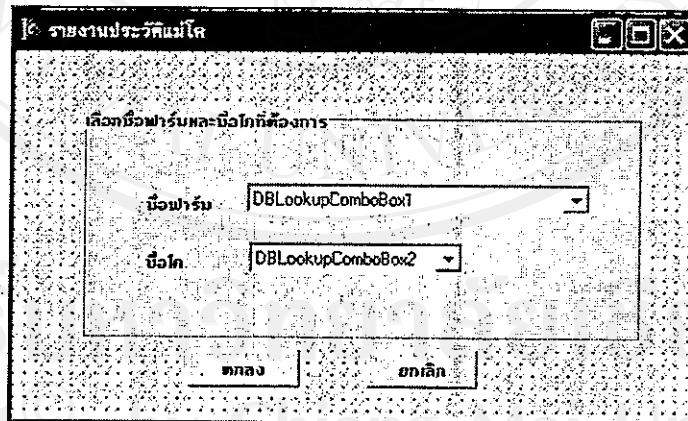 รายงานประวัติแม่โค
เลือกชื่อฟาร์มและชื่อโคที่ต้องการ
ชื่อฟาร์ม DBLookupComboBox1
ชื่อโค DBLookupComboBox2
ตกลง ยกเลิก